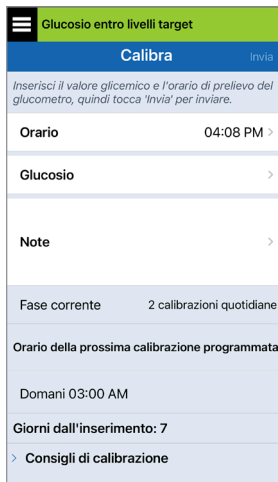 Glucosio entro livelli target
Calibra
Invia
Inserisci il valore glicemico e l'orario di prelievo del
glucometro, quindi tocca 'Invia' per inviare.
Orario 04:08 PM >
Glucosio >
Note >
Fase corrente 2 calibrazioni quotidiane
Orario della prossima calibrazione programmata
Domani 03:00 AM
Giorni dall'inserimento: 7
> Consigli di calibrazione